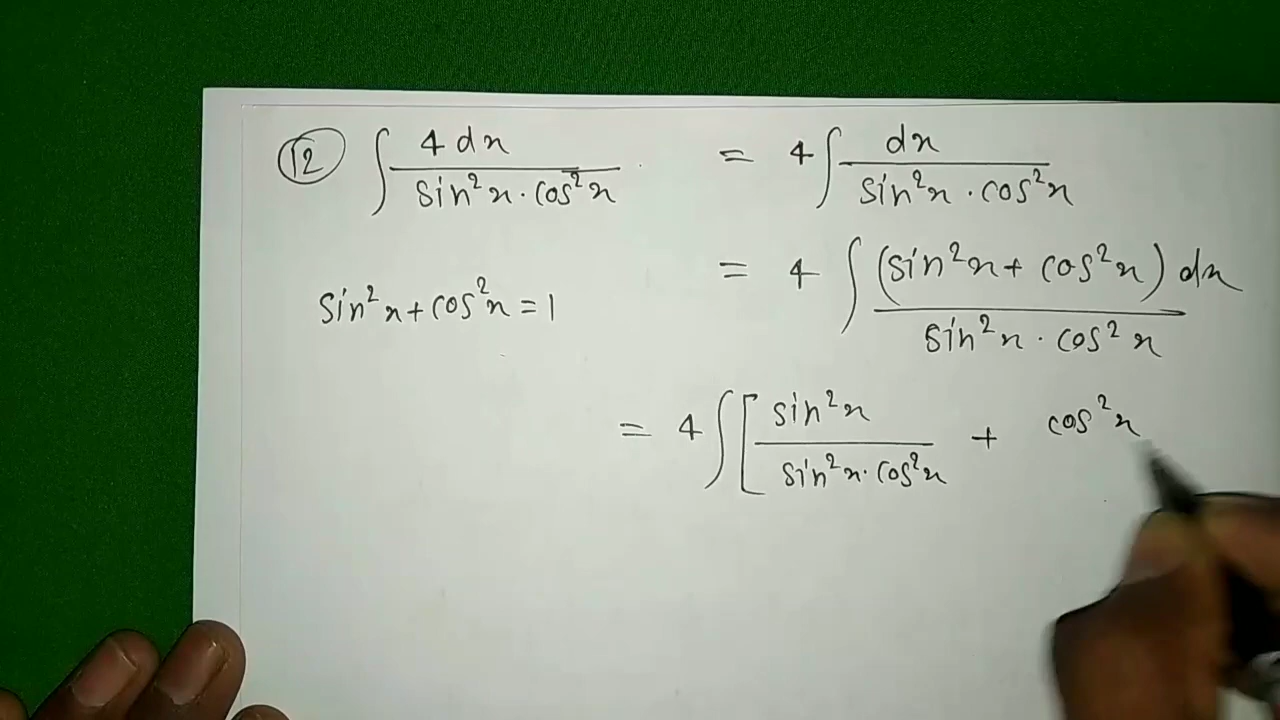 (12) ∫ 4 dx / sin²x · cos²x = 4 ∫ dx / sin²x · cos²x
= 4 ∫ (sin²x + cos²x) dx / sin²x · cos²x
sin²x + cos²x = 1
= 4 ∫ [ sin²x / sin²x · cos²x + cos²x